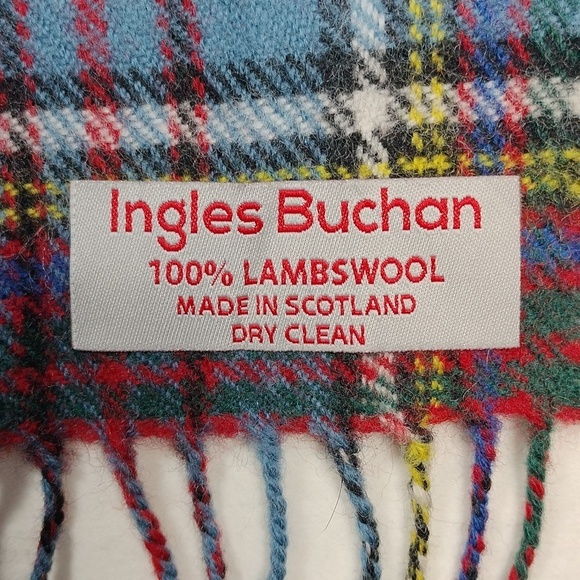 Ingles Buchan
100% LAMBSWOOL
MADE IN SCOTLAND
DRY CLEAN